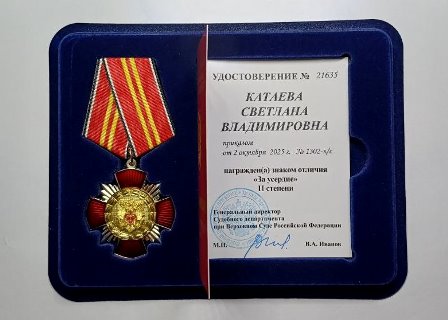 УДОСТОВЕРЕНИЕ № 21635
КАТАЕВА
СВЕТЛАНА
ВЛАДИМИРОВНА
приказом
от 2 октября 2025 г. № 1302-л/с
награжден(а) знаком отличия
«За усердие»
II степени
Генеральный директор
Судебного департамента
при Верховном Суде Российской Федерации
М.П.
В.А. Иванов